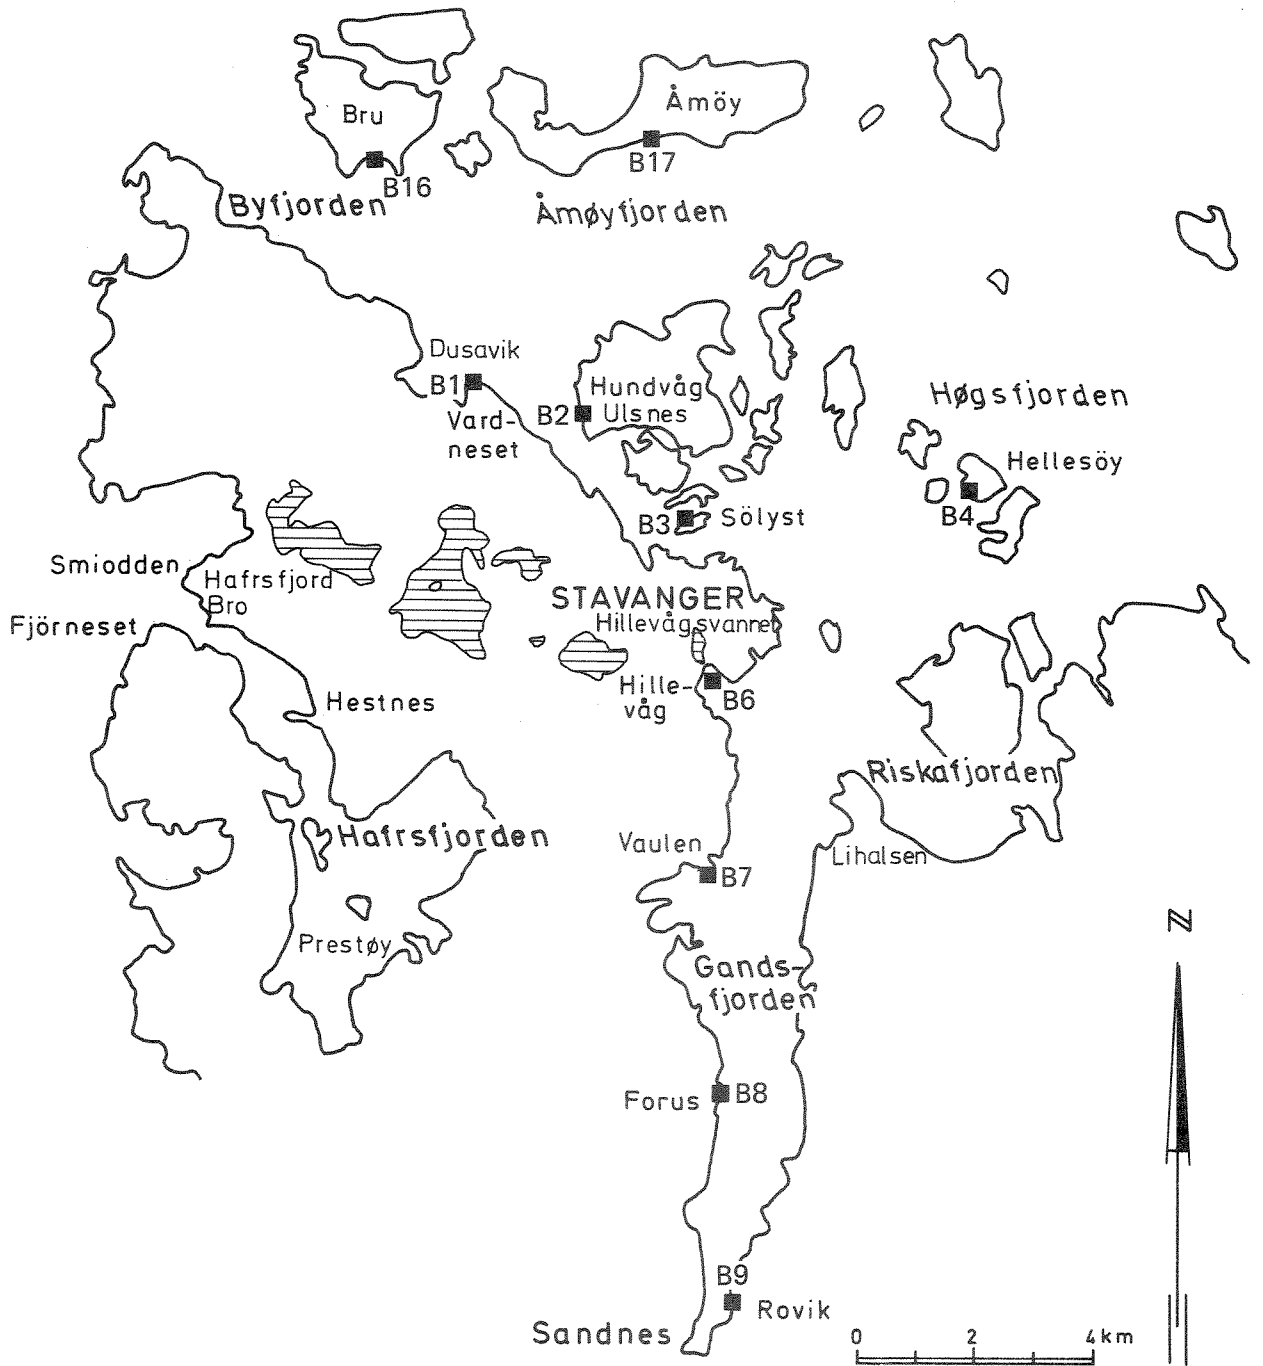 Bru
Åmöy
B17
B16
Byfjorden
Åmøyfjorden
Dusavik
B1
Vard-
neset
Hundvåg
B2 Ulsnes
Høgsfjorden
Hellesöy
B4
B3
Sölyst
Smiodden
Hafrsfjord
Bro
Fjörneset
STAVANGER
Hillevågsvannet
Hille-
våg
B6
Hestnes
Riskafjorden
Hafrsfjorden
Vaulen
B7
Lihalsen
Prestøy
Gands-
fjorden
N
Forus
B8
B9
Rovik
Sandnes
0 2 4 km